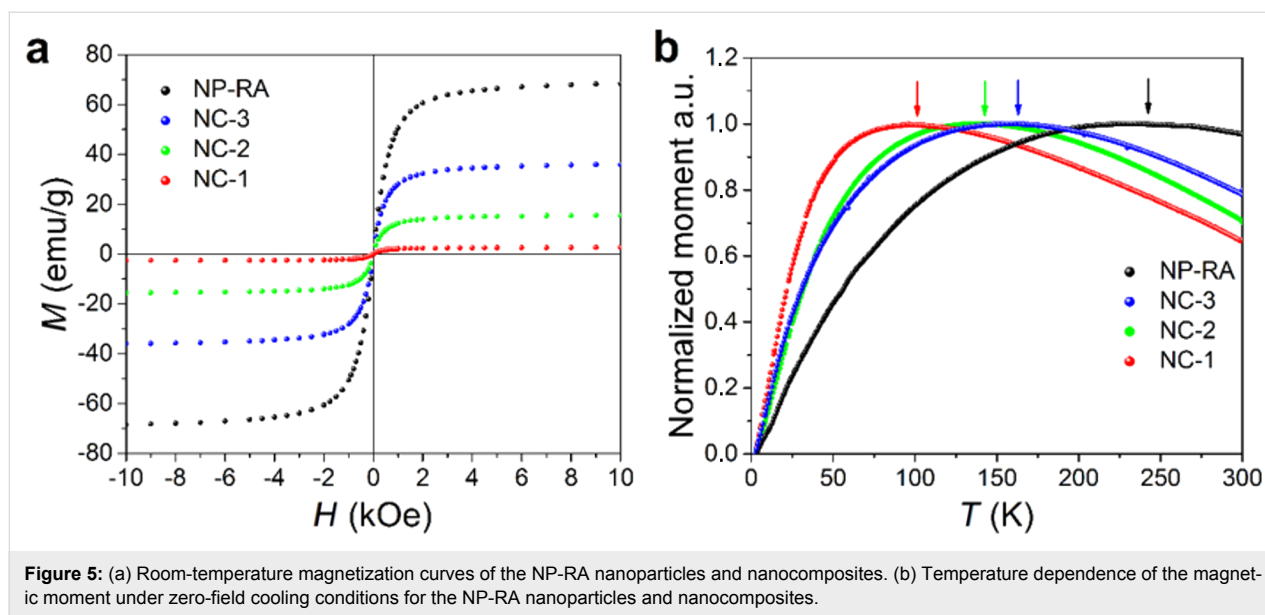 a
80
60
40
20
0
-20
-40
-60
-80
M (emu/g)
NP-RA
NC-3
NC-2
NC-1
-10 -8 -6 -4 -2 0 2 4 6 8 10
H (kOe)
b
1.2
1.0
0.8
0.6
0.4
0.2
0.0
Normalized moment a.u.
NP-RA
NC-3
NC-2
NC-1
0 50 100 150 200 250 300
T (K)
Figure 5: (a) Room-temperature magnetization curves of the NP-RA nanoparticles and nanocomposites. (b) Temperature dependence of the magnet-
ic moment under zero-field cooling conditions for the NP-RA nanoparticles and nanocomposites.